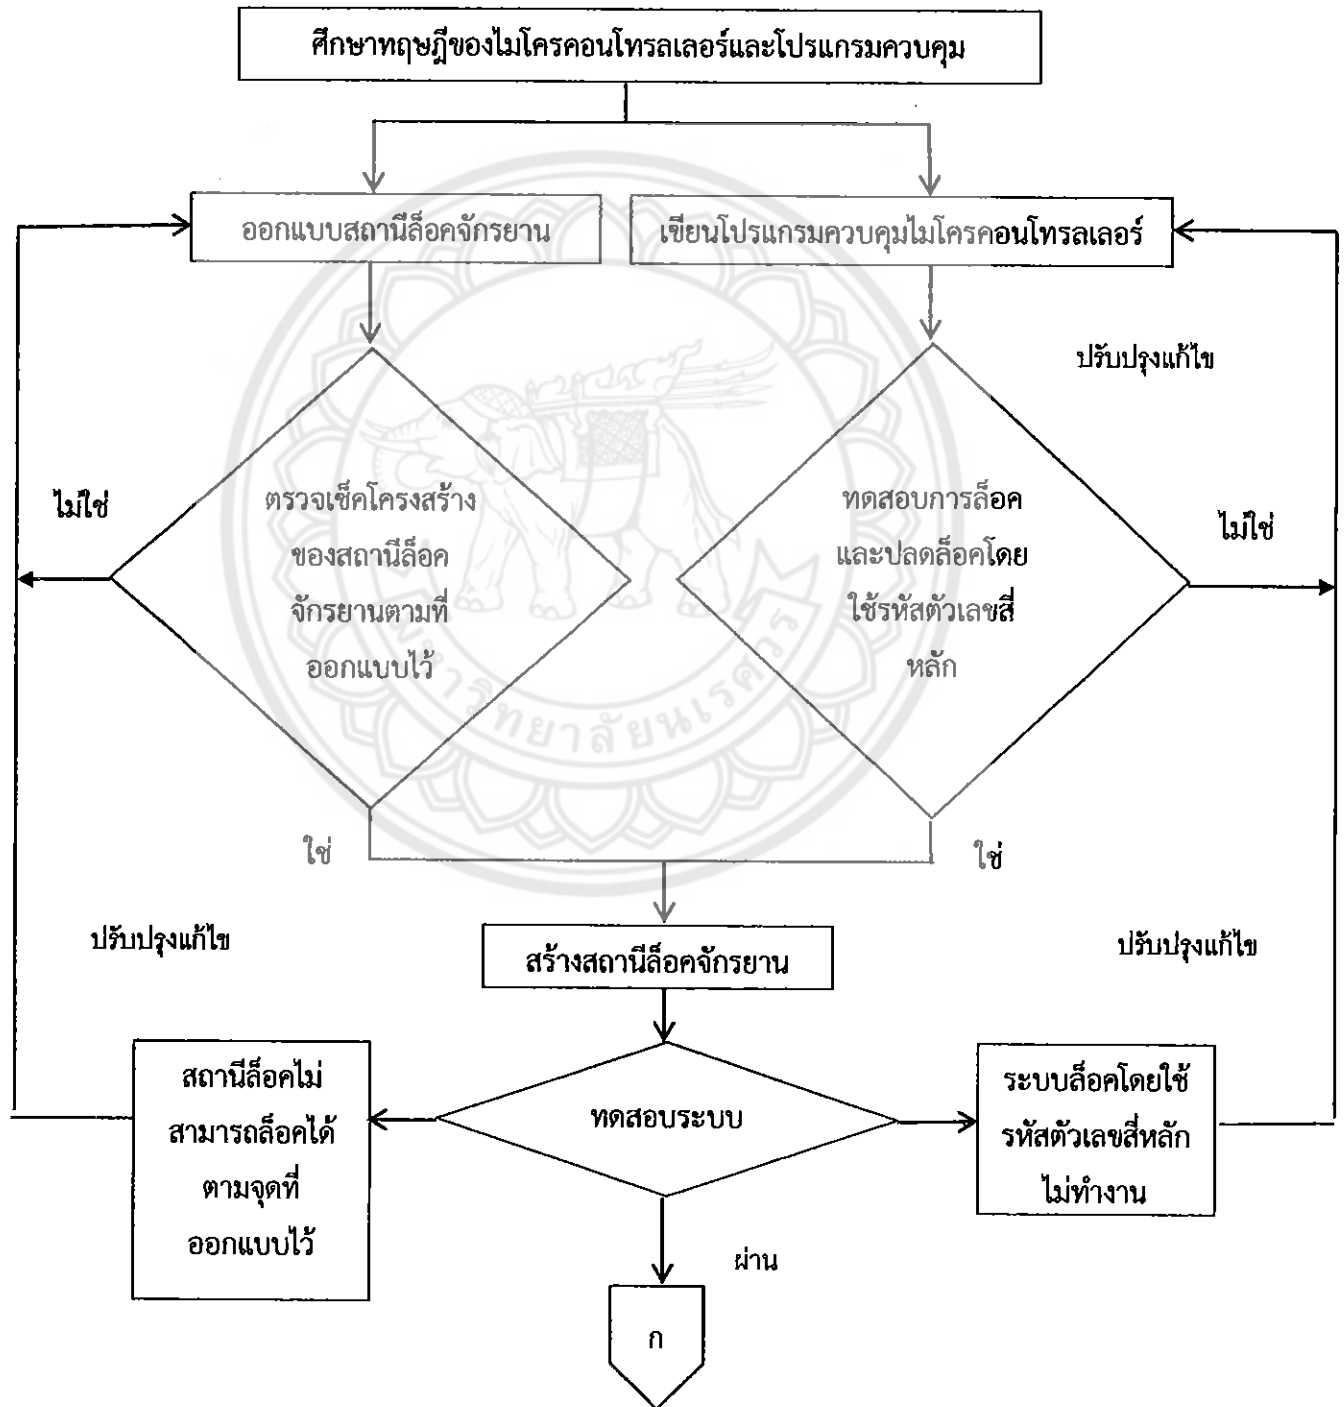 ศึกษาทฤษฎีของไมโครคอนโทรลเลอร์และโปรแกรมควบคุม
ออกแบบสถานีล็อคจักรยาน
เขียนโปรแกรมควบคุมไมโครคอนโทรลเลอร์
ปรับปรุงแก้ไข
ไม่ใช่
ตรวจเช็คโครงสร้าง
ของสถานีล็อค
จักรยานตามที่
ออกแบบไว้
ทดสอบการล็อค
และปลดล็อคโดย
ใช้รหัสตัวเลขสี่
หลัก
ไม่ใช่
มหาวิทยาลัยนเรศวร
ใช่
ใช่
ปรับปรุงแก้ไข
สร้างสถานีล็อคจักรยาน
ปรับปรุงแก้ไข
สถานีล็อคไม่
สามารถล็อคได้
ตามจุดที่
ออกแบบไว้
ทดสอบระบบ
ระบบล็อคโดยใช้
รหัสตัวเลขสี่หลัก
ไม่ทำงาน
ผ่าน
ก